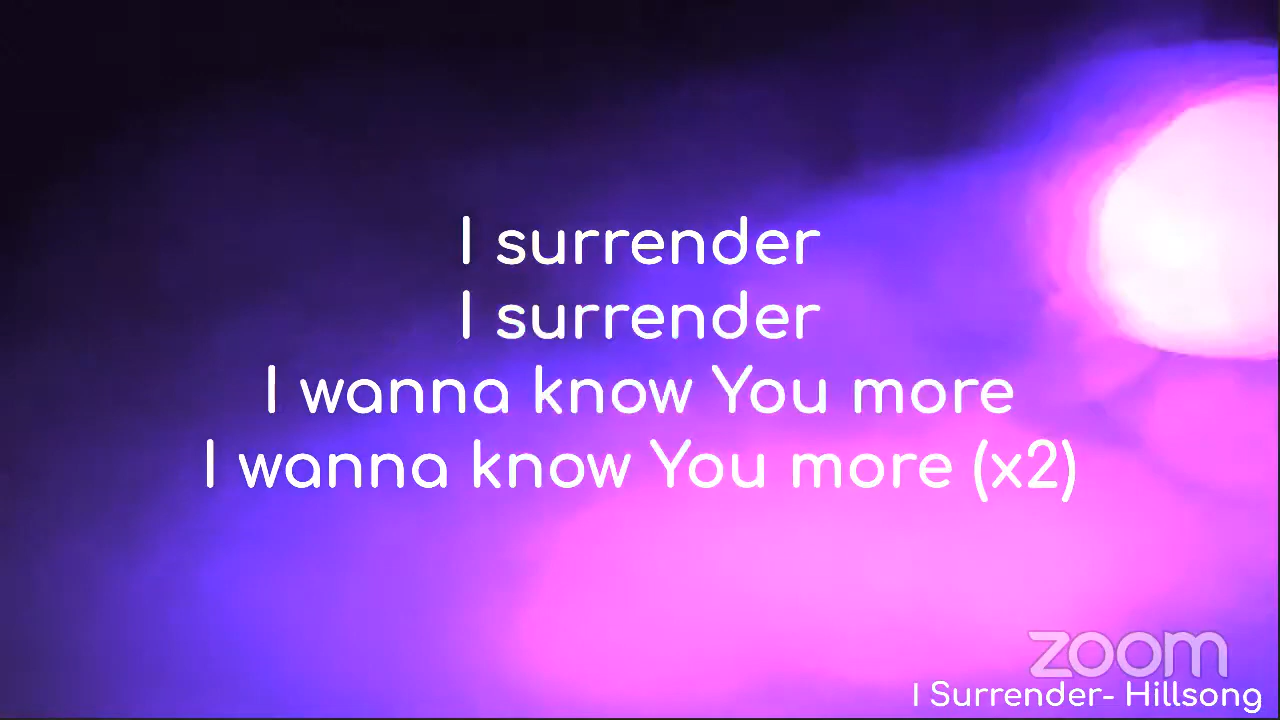 I surrender
I surrender
I wanna know You more
I wanna know You more (x2)
zoom
I Surrender- Hillsong